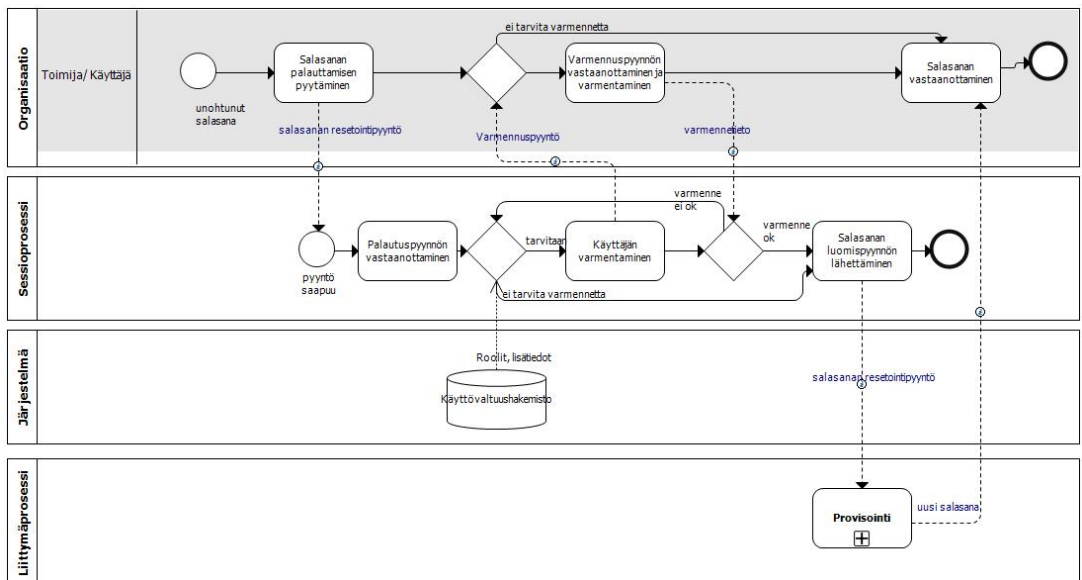 Organisaatio
Toimija/ Käyttäjä
unohtunut
salasana
Salasanan
palauttamisen
pyytäminen
ei tarvita varmennetta
Varmennuspyynnön
vastaanottaminen ja
varmentaminen
Salasanan
vastaanottaminen
salasanan resetointipyyntö
Varmennuspyyntö
varmennetieto
Sessioprosessi
pyyntö
saapuu
Palautuspyynnön
vastaanottaminen
tarvitaan
Käyttäjän
varmentaminen
varmenne
ei ok
varmenne
ok
Salasanan
luomispyynnön
lähettäminen
ei tarvita varmennetta
Järjestelmä
Roolit, lisätiedot
Käyttövaltuushakemisto
salasanan resetointipyyntö
Liittymäprosessi
Provisointi
uusi salasana